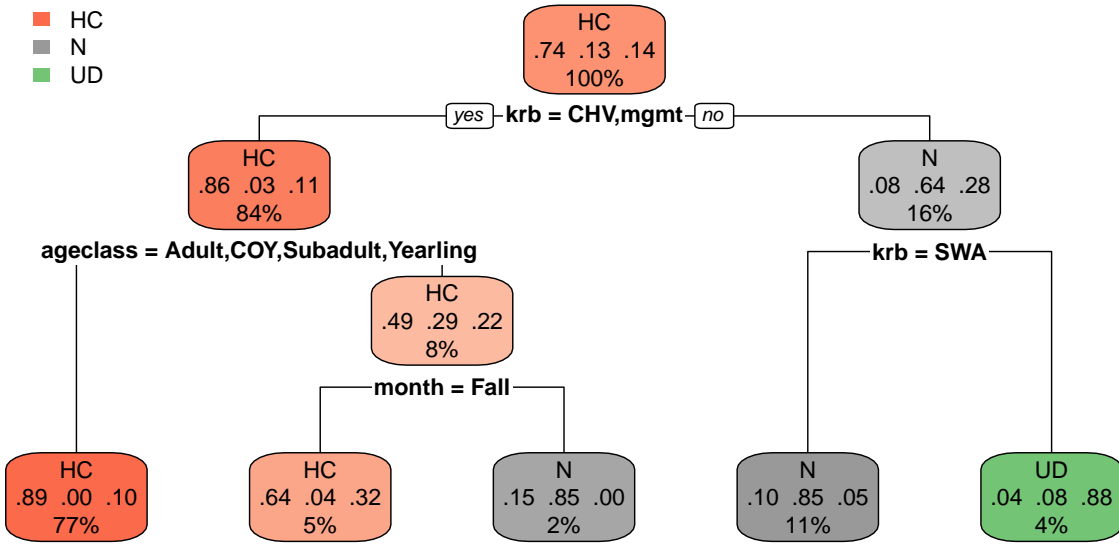 HC
N
UD
HC
.74 .13 .14
100%
yes krb = CHV,mgmt no
HC
.86 .03 .11
84%
N
.08 .64 .28
16%
ageclass = Adult,COY,Subadult,Yearling
krb = SWA
HC
.49 .29 .22
8%
month = Fall
HC
.89 .00 .10
77%
HC
.64 .04 .32
5%
N
.15 .85 .00
2%
N
.10 .85 .05
11%
UD
.04 .08 .88
4%